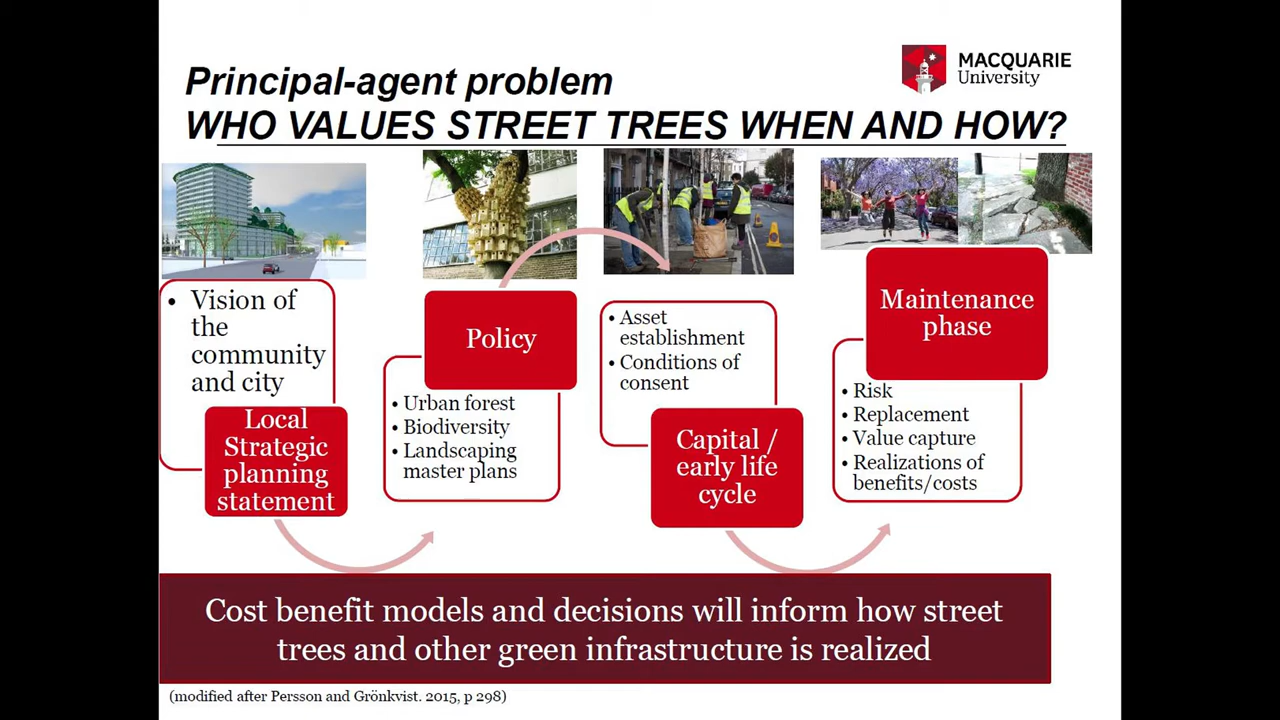 Principal-agent problem
WHO VALUES STREET TREES WHEN AND HOW?
MACQUARIE
University
• Vision of
the
community
and city
Local
Strategic
planning
statement
Policy
• Urban forest
• Biodiversity
• Landscaping
master plans
• Asset
establishment
• Conditions of
consent
Capital /
early life
cycle
Maintenance
phase
• Risk
• Replacement
• Value capture
• Realizations of
benefits/costs
Cost benefit models and decisions will inform how street
trees and other green infrastructure is realized
(modified after Persson and Grönkvist. 2015, p 298)